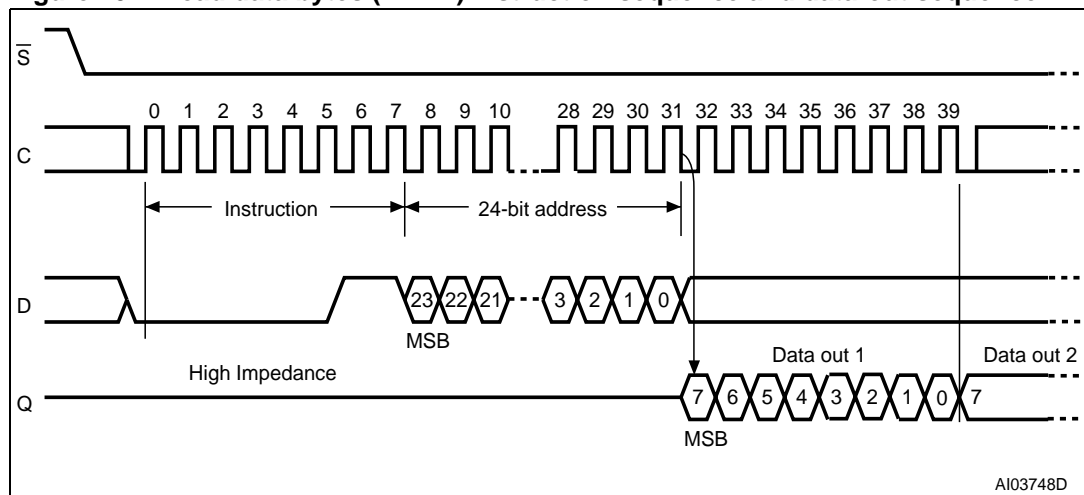 S
0 1 2 3 4 5 6 7 8 9 10 28 29 30 31 32 33 34 35 36 37 38 39
C
Instruction 24-bit address
D 23 22 21 3 2 1 0
MSB
High Impedance Data out 1 Data out 2
Q 7 6 5 4 3 2 1 0 7
MSB
AI03748D